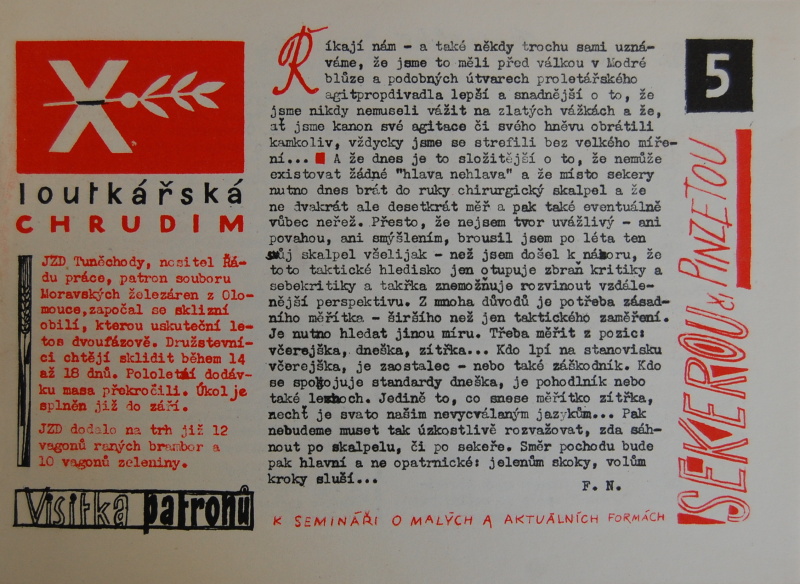 X
loutkářská
CHRUDIM
JZD Tuněchody, nositel Řá-
du práce, patron souboru
Moravských železáren z Olo-
mouce,započal se sklizní
obilí, kterou uskuteční le-
tos dvoufázově. Družstevní-
ci chtějí sklidit během 14
až 18 dnů. Pololetní dodáv-
ku masa překročili. Úkol je
splněn již do září.
JZD dodalo na trh již 12
vagonů raných brambor a
10 vagonů zeleniny.
Visitka patronů
Říkají nám - a také někdy trochu sami uzná-
váme, že jsme to měli před válkou v Modré
blůze a podobných útvarech proletářského
agitpropdivadla lepší a snadnější o to, že
jsme nikdy nemuseli vážit na zlatých vážkách a že,
ať jsme kanon své agitace či svého hněvu obrátili
kamkoliv, vždycky jsme se strefili bez velkého míře-
ní... A že dnes je to složitější o to, že nemůže
existovat žádné "hlava nehlava" a že místo sekery
nutno dnes brát do ruky chirurgický skalpel a že
ne dvakrát ale desetkrát měř a pak také eventuálně
vůbec neřež. Přesto, že nejsem tvor uvážlivý - ani
povahou, ani smýšlením, brousil jsem po léta ten
svůj skalpel všelijak - než jsem došel k názoru, že
toto taktické hledisko jen otupuje zbraň kritiky a
sebekritiky a takřka znemožňuje rozvinout vzdále-
nější perspektivu. Z mnoha důvodů je potřeba zásad-
ního měřítka - širšího než jen taktického zaměření.
Je nutno hledat jinou míru. Třeba měřit z pozic:
včerejška, dneška, zítřka... Kdo lpí na stanovisku
včerejška, je zaostalec - nebo také záškodník. Kdo
se spokojuje standardy dneška, je pohodlník nebo
také lenoch. Jedině to, co snese měřítko zítřka,
nechť je svato našim nevycválaným jazykům... Pak
nebudeme muset tak úzkostlivě rozvažovat, zda sáh-
nout po skalpelu, či po sekeře. Směr pochodu bude
pak hlavní a ne opatrnické: jelenům skoky, volům
kroky sluší...
F. N.
K SEMINÁŘI O MALÝCH A AKTUÁLNÍCH FORMÁCH
5
SEKEROU či PINZETOU